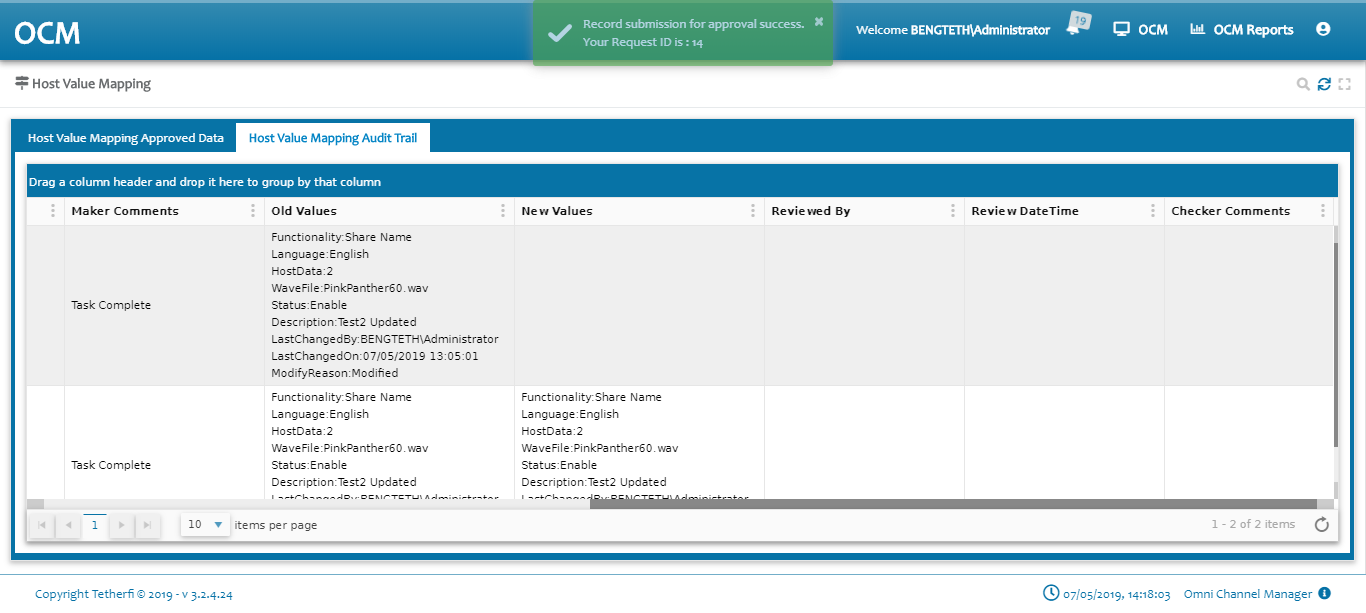 OCM
Record submission for approval success.
Your Request ID is : 14
Welcome BENGTETH\Administrator
19
OCM
OCM Reports
Host Value Mapping
Host Value Mapping Approved Data
Host Value Mapping Audit Trail
Drag a column header and drop it here to group by that column
Maker Comments
Old Values
New Values
Reviewed By
Review DateTime
Checker Comments
Task Complete
Functionality:Share Name
Language:English
HostData:2
WaveFile:PinkPanther60.wav
Status:Enable
Description:Test2 Updated
LastChangedBy:BENGTETH\Administrator
LastChangedOn:07/05/2019 13:05:01
ModifyReason:Modified
Task Complete
Functionality:Share Name
Language:English
HostData:2
WaveFile:PinkPanther60.wav
Status:Enable
Description:Test2 Updated
LastChangedBy:BENGTETH\Administrator
Functionality:Share Name
Language:English
HostData:2
WaveFile:PinkPanther60.wav
Status:Enable
Description:Test2 Updated
LastChangedBy:BENGTETH\Administrator
1
10
items per page
1 - 2 of 2 items
Copyright Tetherfi © 2019 - v 3.2.4.24
07/05/2019, 14:18:03
Omni Channel Manager